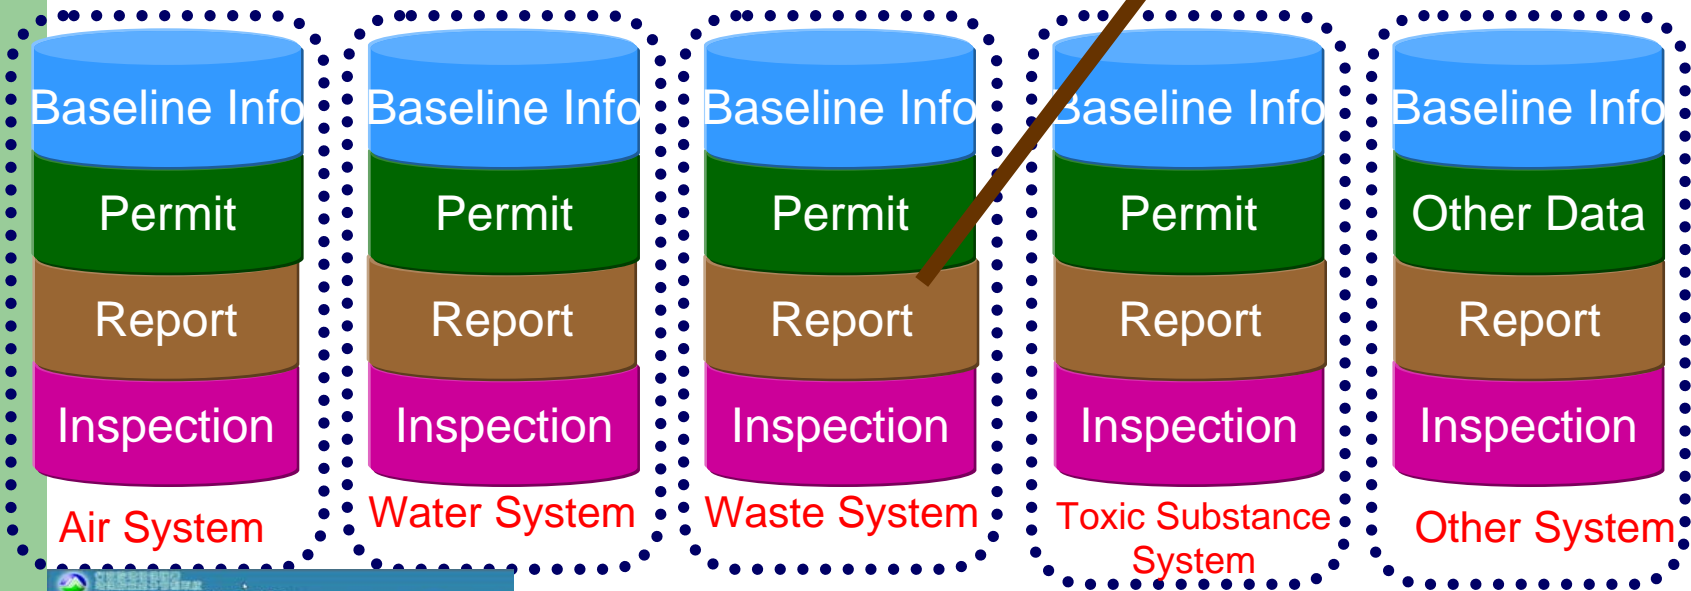 Baseline Info Baseline Info Baseline Info Baseline Info Baseline Info
Permit Permit Permit Permit Other Data
Report Report Report Report Report
Inspection Inspection Inspection Inspection Inspection
Air System Water System Waste System Toxic Substance Other System
System